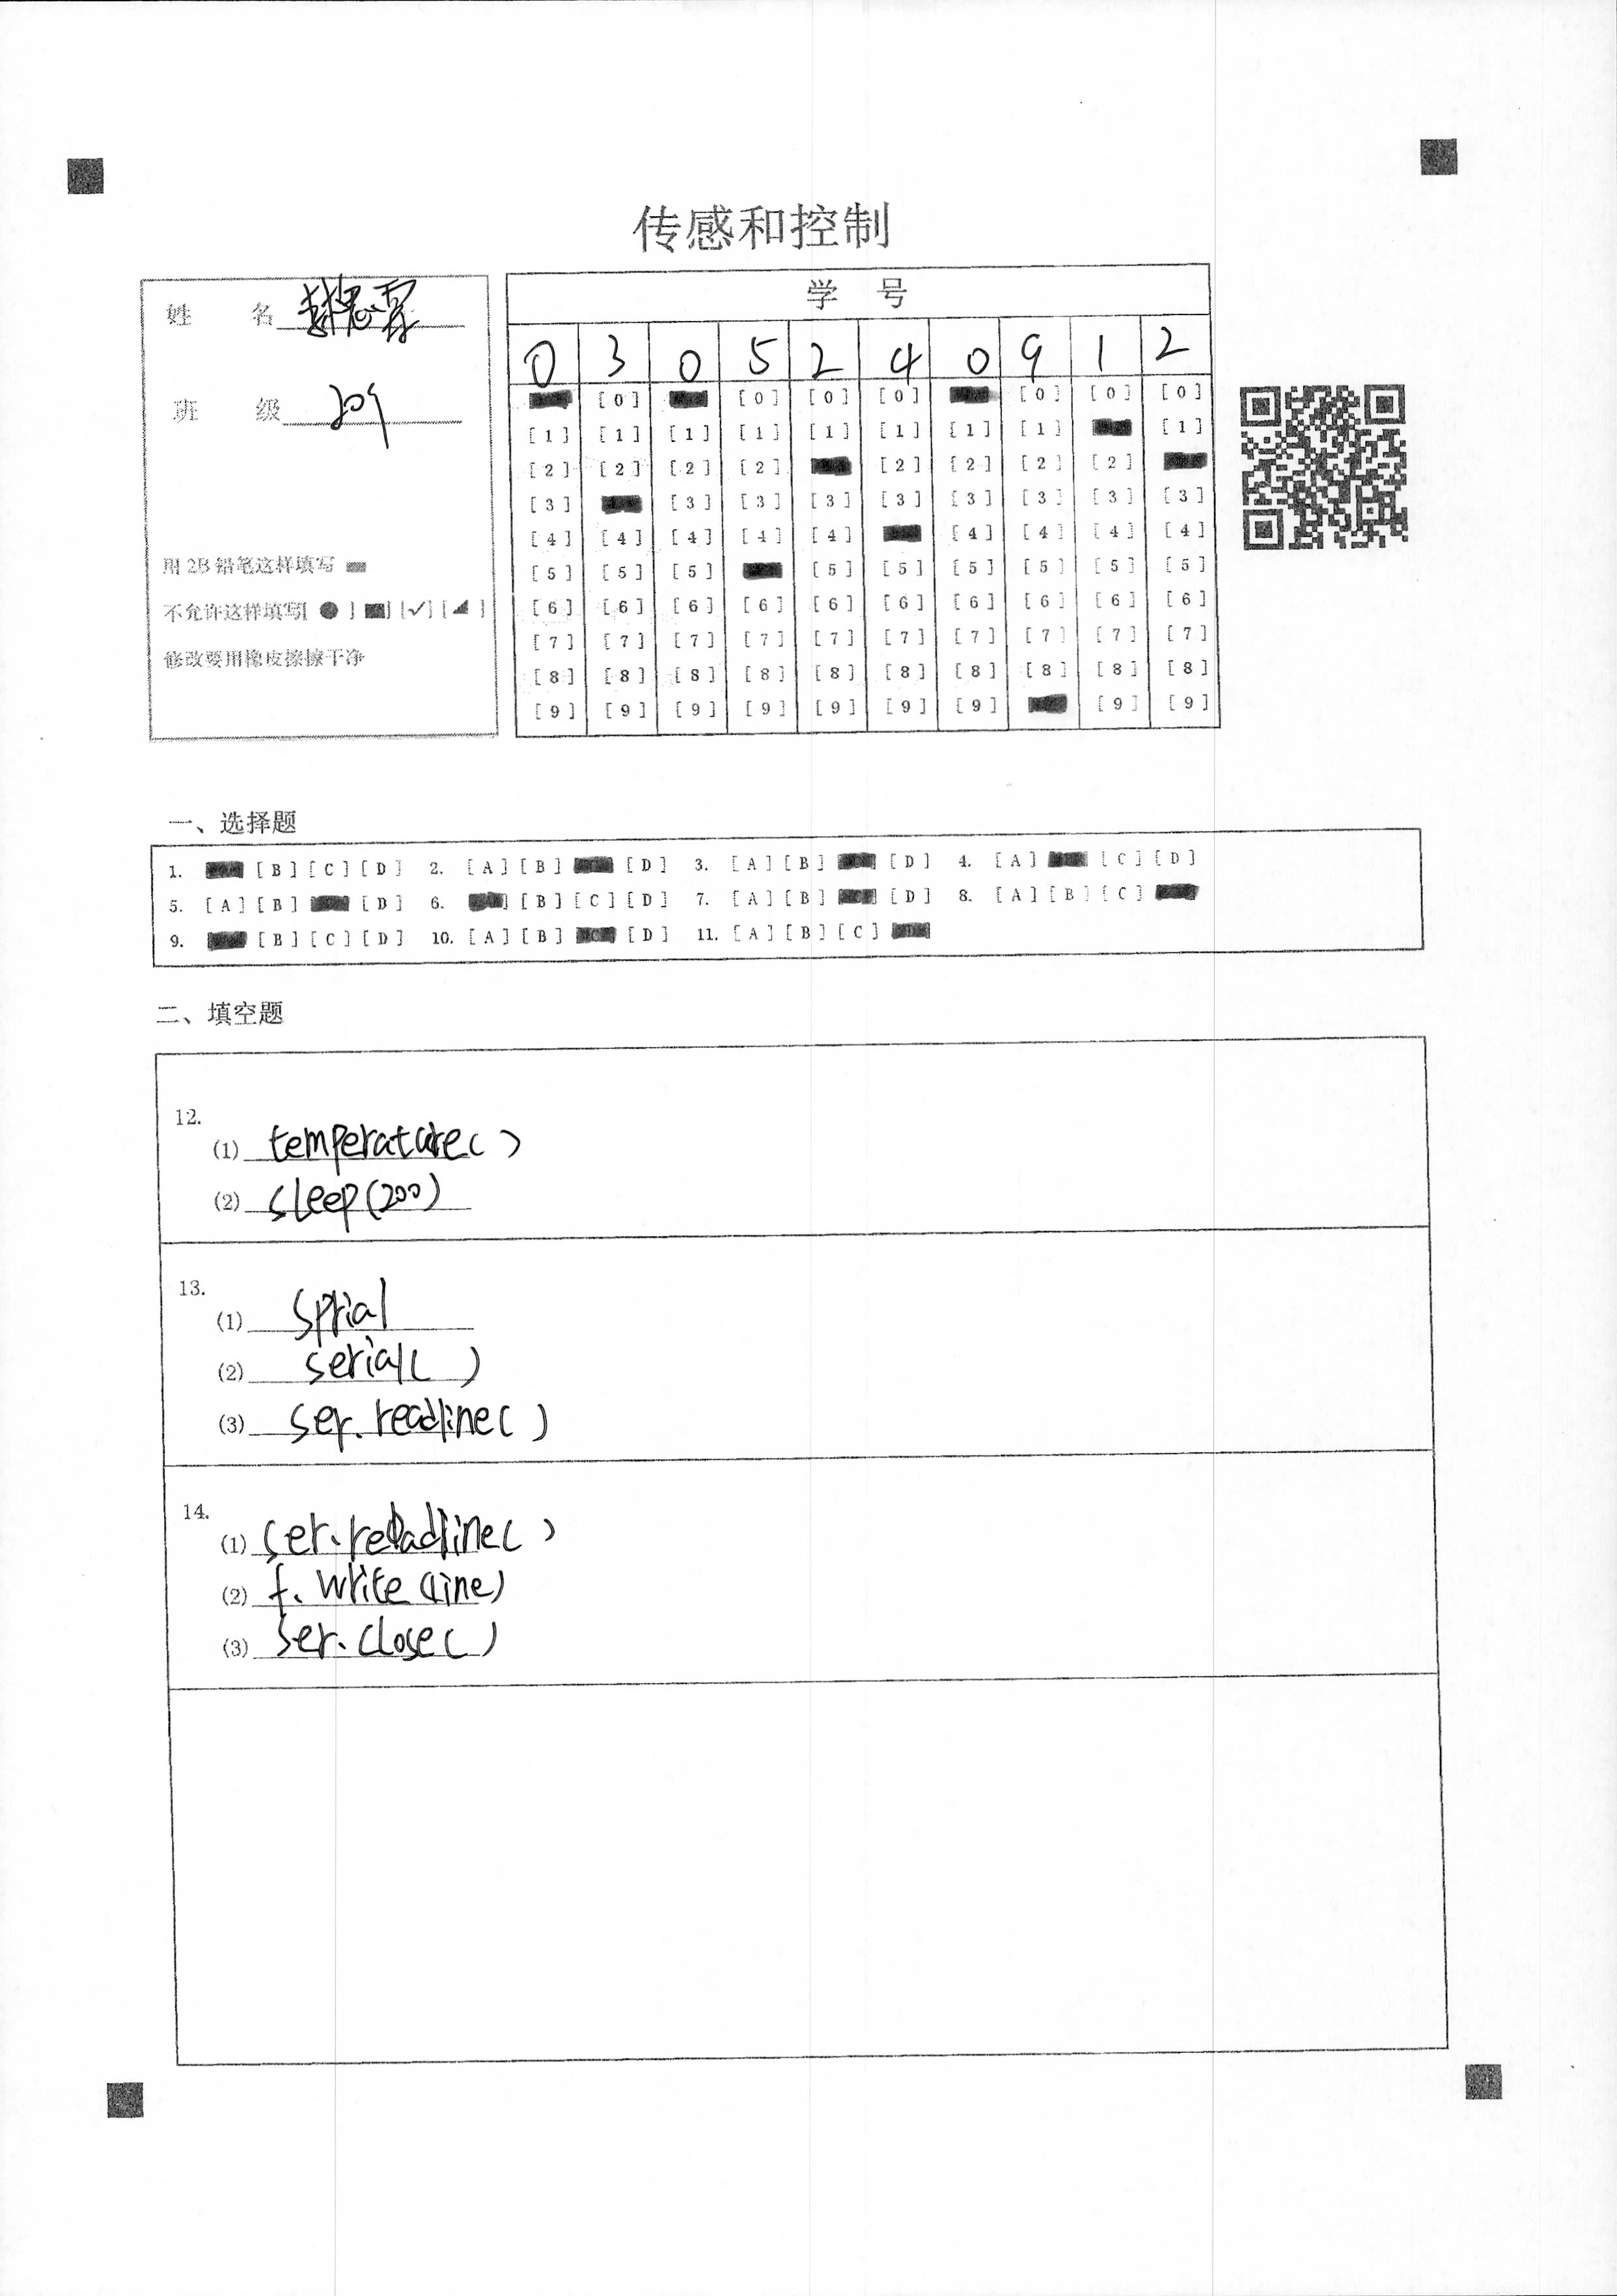 传感和控制
姓 名
班 级 209
用 2B 铅笔这样填写
不允许这样填写[ ● ] [■] [✓] [◢ ]
修改要用橡皮擦擦干净
学 号
0 3 0 5 2 4 0 9 1 2
[0] [0] [0] [0] [0] [0] [0]
[1] [1] [1] [1] [1] [1] [1] [1] [1]
[2] [2] [2] [2] [2] [2] [2] [2]
[3] [3] [3] [3] [3] [3] [3] [3] [3]
[4] [4] [4] [4] [4] [4] [4] [4] [4]
[5] [5] [5] [5] [5] [5] [5] [5] [5]
[6] [6] [6] [6] [6] [6] [6] [6] [6] [6]
[7] [7] [7] [7] [7] [7] [7] [7] [7] [7]
[8] [8] [8] [8] [8] [8] [8] [8] [8] [8]
[9] [9] [9] [9] [9] [9] [9] [9] [9]
一、选择题
1. [B] [C] [D] 2. [A] [B] [D] 3. [A] [B] [D] 4. [A] [C] [D]
5. [A] [B] [D] 6. [B] [C] [D] 7. [A] [B] [D] 8. [A] [B] [C]
9. [B] [C] [D] 10. [A] [B] [D] 11. [A] [B] [C]
二、填空题
12.
(1) temperature( )
(2) sleep(200)
13.
(1)
(2) serial( )
(3) ser.readline( )
14.
(1)
(2) f.write(line)
(3) ser.close( )